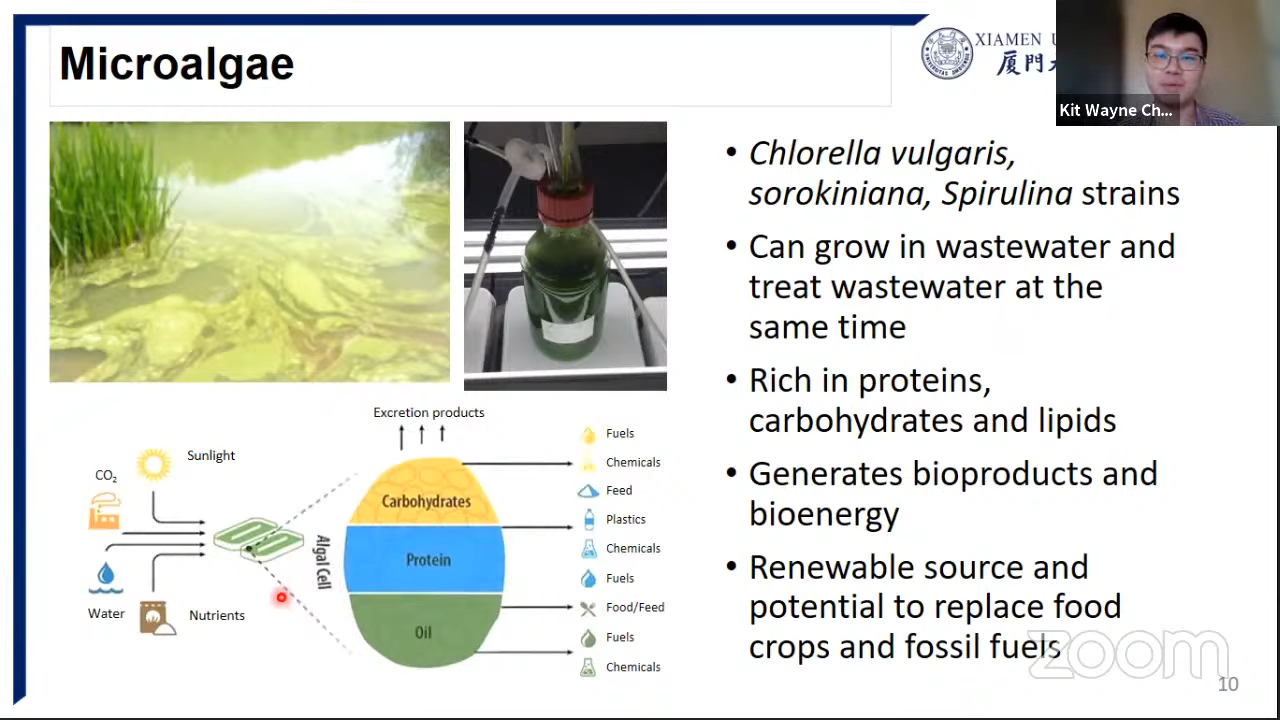 Microalgae
XIAMEN U
厦門大
Kit Wayne Ch...
• Chlorella vulgaris,
sorokiniana, Spirulina strains
• Can grow in wastewater and
treat wastewater at the
same time
• Rich in proteins,
carbohydrates and lipids
• Generates bioproducts and
bioenergy
• Renewable source and
potential to replace food
crops and fossil fuels
Excretion products
Sunlight
CO₂
Water
Nutrients
Algal Cell
Carbohydrates
Protein
Oil
Fuels
Chemicals
Feed
Plastics
Chemicals
Fuels
Food/Feed
Fuels
Chemicals
zoom
10